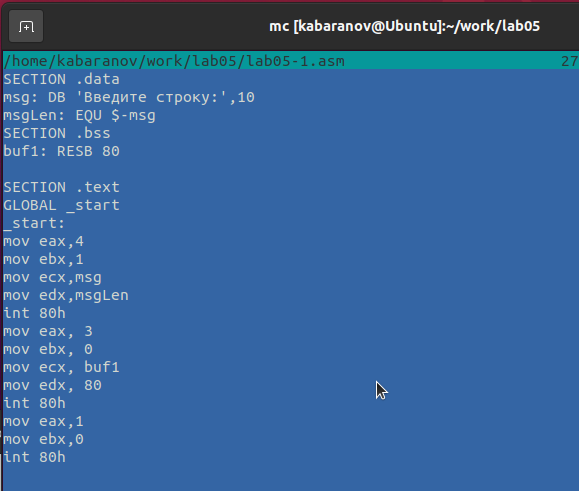 mc [kabaranov@Ubuntu]:~/work/lab05
/home/kabaranov/work/lab05/lab05-1.asm 27
SECTION .data
msg: DB 'Введите строку:',10
msgLen: EQU $-msg
SECTION .bss
buf1: RESB 80
SECTION .text
GLOBAL _start
_start:
mov eax,4
mov ebx,1
mov ecx,msg
mov edx,msgLen
int 80h
mov eax, 3
mov ebx, 0
mov ecx, buf1
mov edx, 80
int 80h
mov eax,1
mov ebx,0
int 80h